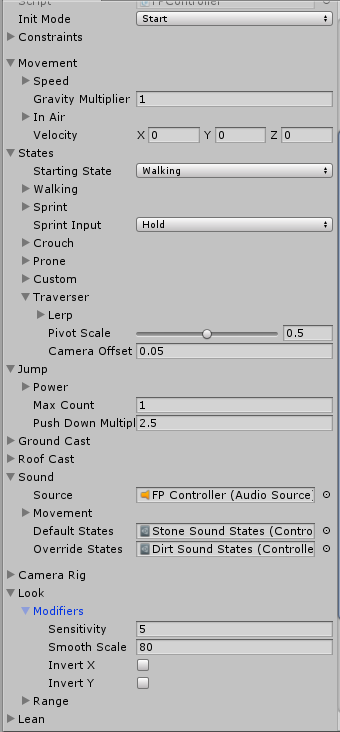 Script FPController
Init Mode Start
Constraints
Movement
Speed
Gravity Multiplier 1
In Air
Velocity X 0 Y 0 Z 0
States
Starting State Walking
Walking
Sprint
Sprint Input Hold
Crouch
Prone
Custom
Traverser
Lerp
Pivot Scale 0.5
Camera Offset 0.05
Jump
Power
Max Count 1
Push Down Multipl 2.5
Ground Cast
Roof Cast
Sound
Source FP Controller (Audio Source)
Movement
Default States Stone Sound States (Contro
Override States Dirt Sound States (Controlle
Camera Rig
Look
Modifiers
Sensitivity 5
Smooth Scale 80
Invert X
Invert Y
Range
Lean